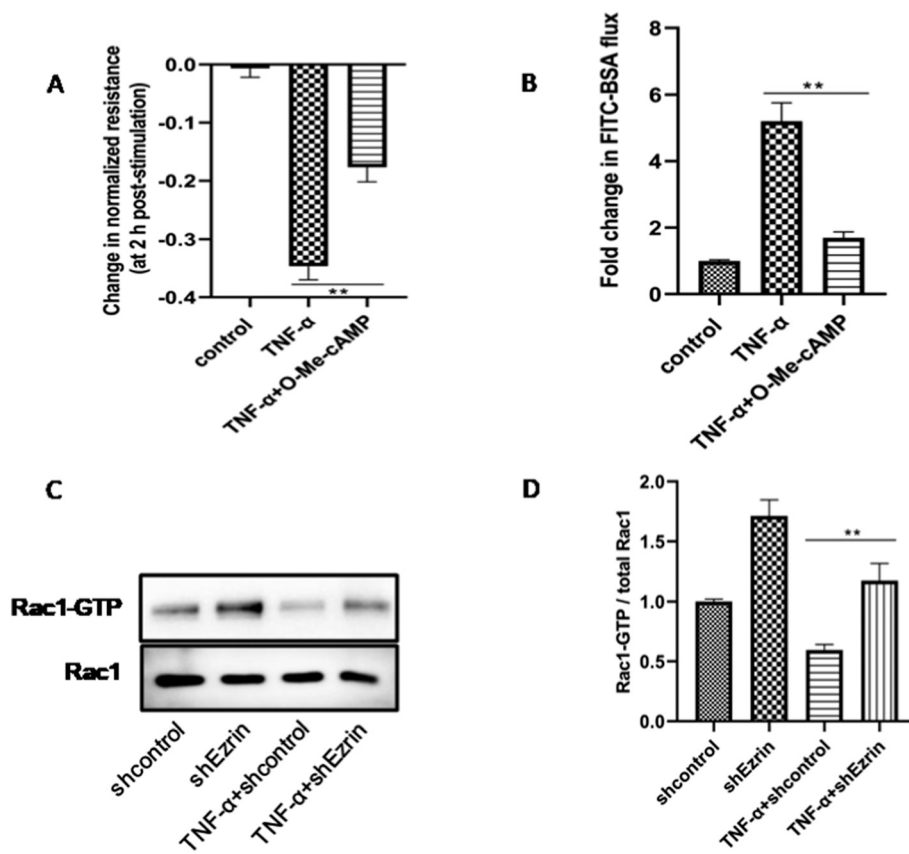 A
Change in normalized resistance
(at 2 h post-stimulation)
0.0
-0.1
-0.2
-0.3
-0.4
**
control
TNF-α
TNF-α+O-Me-cAMP
B
Fold change in FITC-BSA flux
8
6
4
2
0
**
control
TNF-α
TNF-α+O-Me-cAMP
C
Rac1-GTP
Rac1
shcontrol
shEzrin
TNF-α+shcontrol
TNF-α+shEzrin
D
Rac1-GTP / total Rac1
2.0
1.5
1.0
0.5
0.0
**
shcontrol
shEzrin
TNF-α+shcontrol
TNF-α+shEzrin